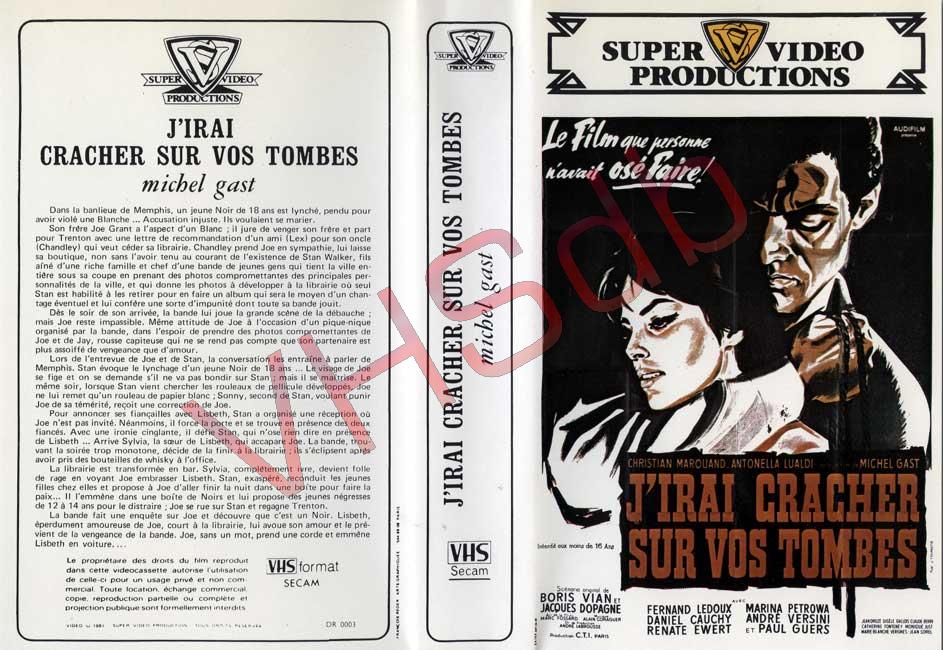 SUPER VIDEO
PRODUCTIONS
J'IRAI
CRACHER SUR VOS TOMBES
michel gast
Dans la banlieue de Memphis, un jeune Noir de 18 ans est lynché, pendu pour
avoir violé une Blanche ... Accusation injuste. Ils voulaient se marier.
Son frère Joe Grant a l'aspect d'un Blanc ; il jure de venger son frère et part
pour Trenton avec une lettre de recommandation d'un ami (Lex) pour son oncle
(Chandley) qui veut céder sa librairie. Chandley prend Joe en sympathie, lui laisse
sa boutique, non sans l'avoir tenu au courant de l'existence de Stan Walker, fils
aîné d'une riche famille et chef d'une bande de jeunes gens qui tient la ville en-
tière sous sa coupe en prenant des photos compromettantes des principales per-
sonnalités de la ville, et qui donne les photos à développer à la librairie où seul
Stan est habilité à les retirer pour en faire un album qui sera le moyen d'un chan-
tage éventuel et lui confère une sorte d'impunité dont toute sa bande jouit.
Dès le soir de son arrivée, la bande lui joue la grande scène de la débauche ;
mais Joe reste impassible. Même attitude de Joe à l'occasion d'un pique-nique
organisé par la bande, dans l'espoir de prendre des photos compromettantes de
Joe et de Jay, rousse capiteuse qui ne se rend pas compte que son partenaire est
plus assoiffé de vengeance que d'amour.
Lors de l'entrevue de Joe et de Stan, la conversation les entraîne à parler de
Memphis. Stan évoque le lynchage d'un jeune Noir de 18 ans ... Le visage de Joe
se fige et on se demande s'il ne va pas bondir sur Stan ; mais il se maîtrise. Le
même soir, lorsque Stan vient chercher les rouleaux de pellicule développés, Joe
ne lui remet qu'un rouleau de papier blanc ; Sonny, second de Stan, voulant punir
Joe de sa témérité, reçoit une correction de Joe.
Pour annoncer ses fiançailles avec Lisbeth, Stan a organisé une réception où
Joe n'est pas invité. Néanmoins, il force la porte et se trouve en présence des deux
fiancés. Avec une ironie cinglante, il défie Stan, qui n'ose rien dire en présence
de Lisbeth ... Arrive Sylvia, la sœur de Lisbeth, qui accapare Joe. La bande, trou-
vant la soirée trop monotone, décide de la finir à la librairie ; ils s'éclipsent après
avoir pris des bouteilles de whisky à l'office.
La librairie est transformée en bar. Sylvia, complètement ivre, devient folle
de rage en voyant Joe embrasser Lisbeth. Stan, exaspéré, reconduit les jeunes
filles chez elles et propose à Joe d'aller finir la nuit dans une boîte pour faire la
paix... Il l'emmène dans une boîte de Noirs et lui propose des jeunes négresses
de 12 à 14 ans pour le distraire ; Joe se rue sur Stan et regagne Trenton.
La bande fait une enquête sur Joe et découvre que c'est un Noir. Lisbeth,
éperdument amoureuse de Joe, court à la librairie, lui avoue son amour et le pré-
vient de la vengeance de la bande. Joe, sans un mot, prend une corde et emmène
Lisbeth en voiture....
Le propriétaire des droits du film reproduit
dans cette videocassette autorise l'utilisation
de celle-ci pour un usage privé et non com-
mercial. Toute location, échange commercial,
copie, reproduction partielle ou complète et
projection publique sont formellement interdits
VHS format
SECAM
VIDEO © 1981 SUPER VIDEO PRODUCTION TOUS DROITS RESERVES
DR 0003
SUPER VIDEO
PRODUCTIONS
J'IRAI CRACHER SUR VOS TOMBES
michel gast
VHS
Secam
SUPER VIDEO
PRODUCTIONS
Le Film que personne
n'avait osé Faire!
AUDIFILM
présente
CHRISTIAN MARQUAND, ANTONELLA LUALDI
MICHEL GAST
J'IRAI CRACHER
SUR VOS TOMBES
Interdit aux moins de 16 Ans
Scénario original de
BORIS VIAN ET
JACQUES DOPAGNE
Production C.T.I. PARIS
AVEC
FERNAND LEDOUX
DANIEL CAUCHY
RENATE EWERT
MARINA PETROWA
ANDRÉ VERSINI
ET PAUL GUERS
VHSdb